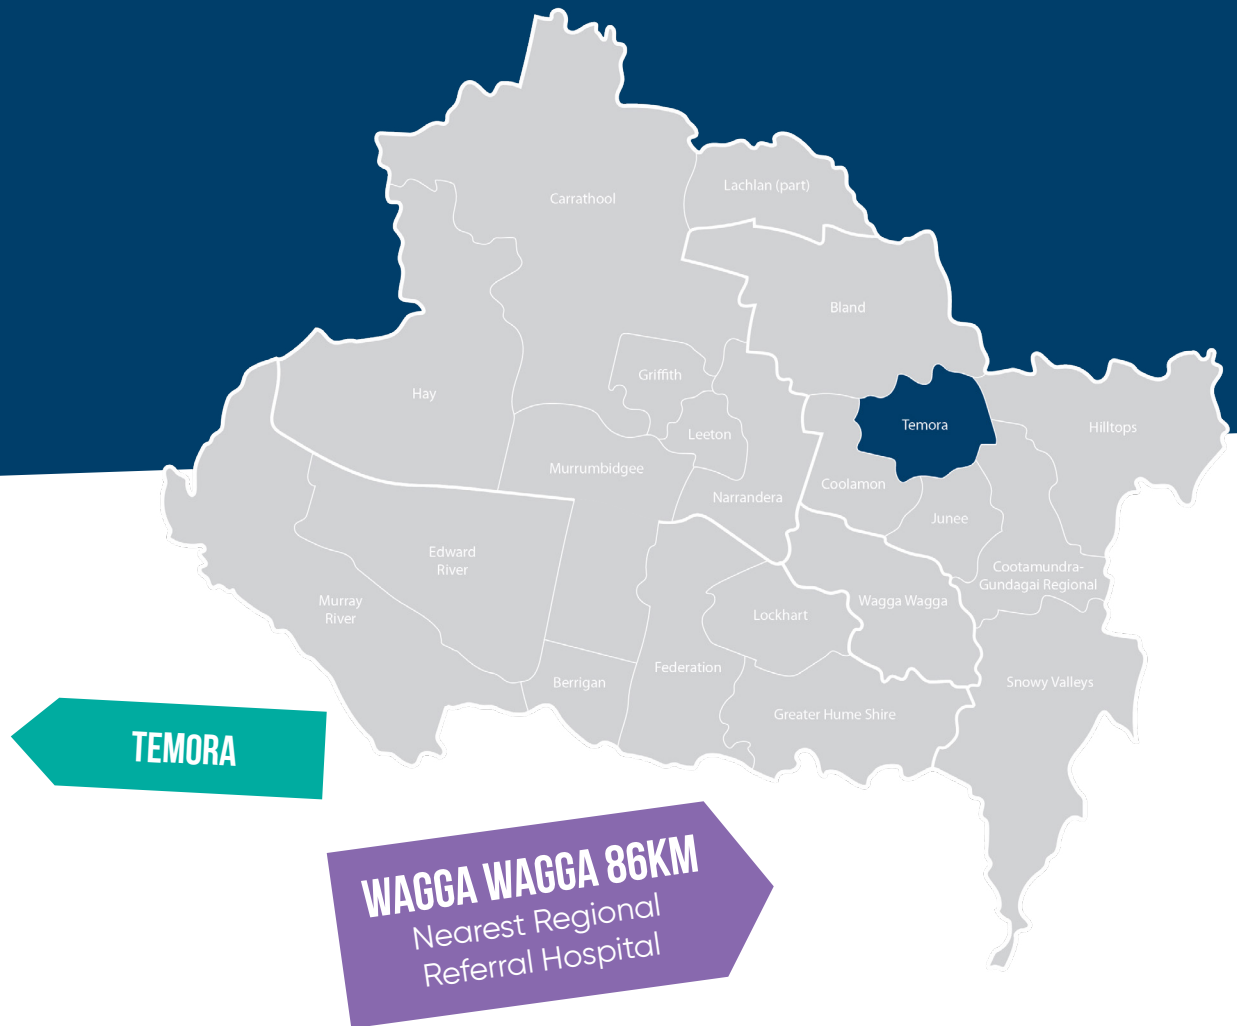 Carrathool
Lachlan (part)
Bland
Griffith
Hay
Leeton
Temora
Hilltops
Murrumbidgee
Coolamon
Narrandera
Junee
Edward
River
Cootamundra-
Gundagai Regional
Murray
River
Wagga Wagga
Lockhart
Federation
Berrigan
Snowy Valleys
Greater Hume Shire
TEMORA
WAGGA WAGGA 86KM
Nearest Regional
Referral Hospital